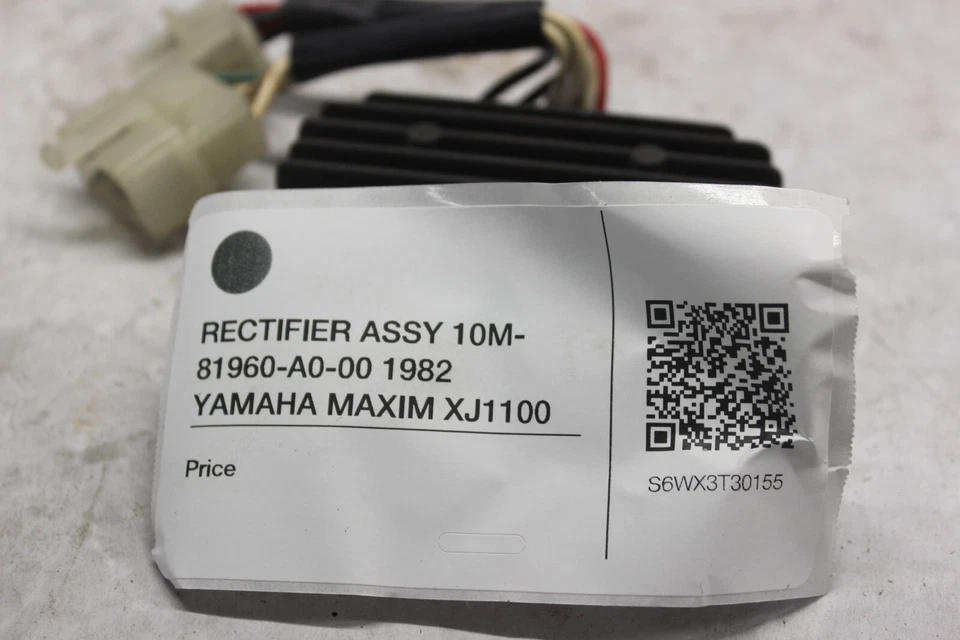 RECTIFIER ASSY 10M-
81960-A0-00 1982
YAMAHA MAXIM XJ1100
Price
S6WX3T30155